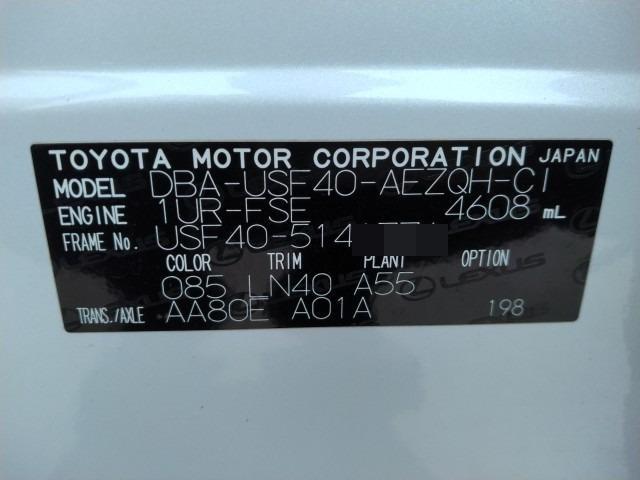 TOYOTA MOTOR CORPORATION JAPAN
MODEL DBA-USF40-AEZQH-CI
ENGINE 1UR-FSE 4608 mL
FRAME No. USF40-514
COLOR TRIM PLANT OPTION
085 LN40 A55
TRANS./AXLE AA80E A01A 198